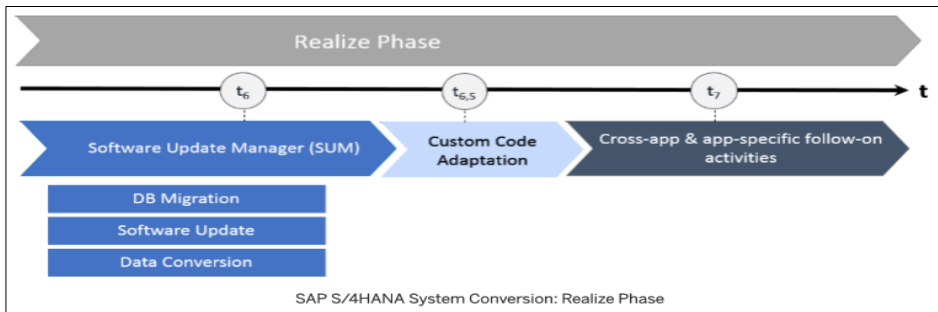 Realize Phase
t6
t6,5
t7
t
Software Update Manager (SUM)
Custom Code
Adaptation
Cross-app & app-specific follow-on
activities
DB Migration
Software Update
Data Conversion
SAP S/4HANA System Conversion: Realize Phase